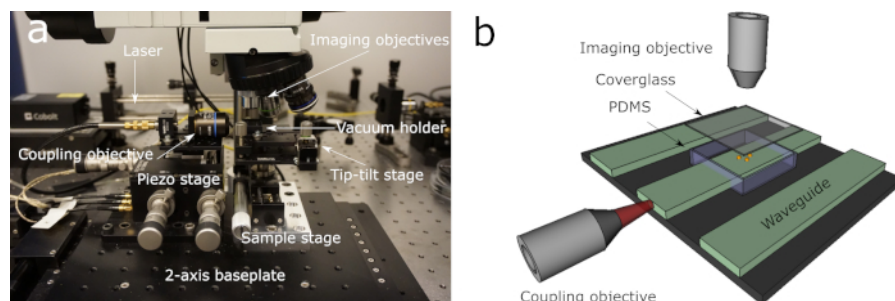 a
Laser
Imaging objectives
Cobolt
Vacuum holder
Coupling objective
Tip-tilt stage
Piezo stage
Sample stage
2-axis baseplate
b
Imaging objective
Coverglass
PDMS
Waveguide
Coupling objective